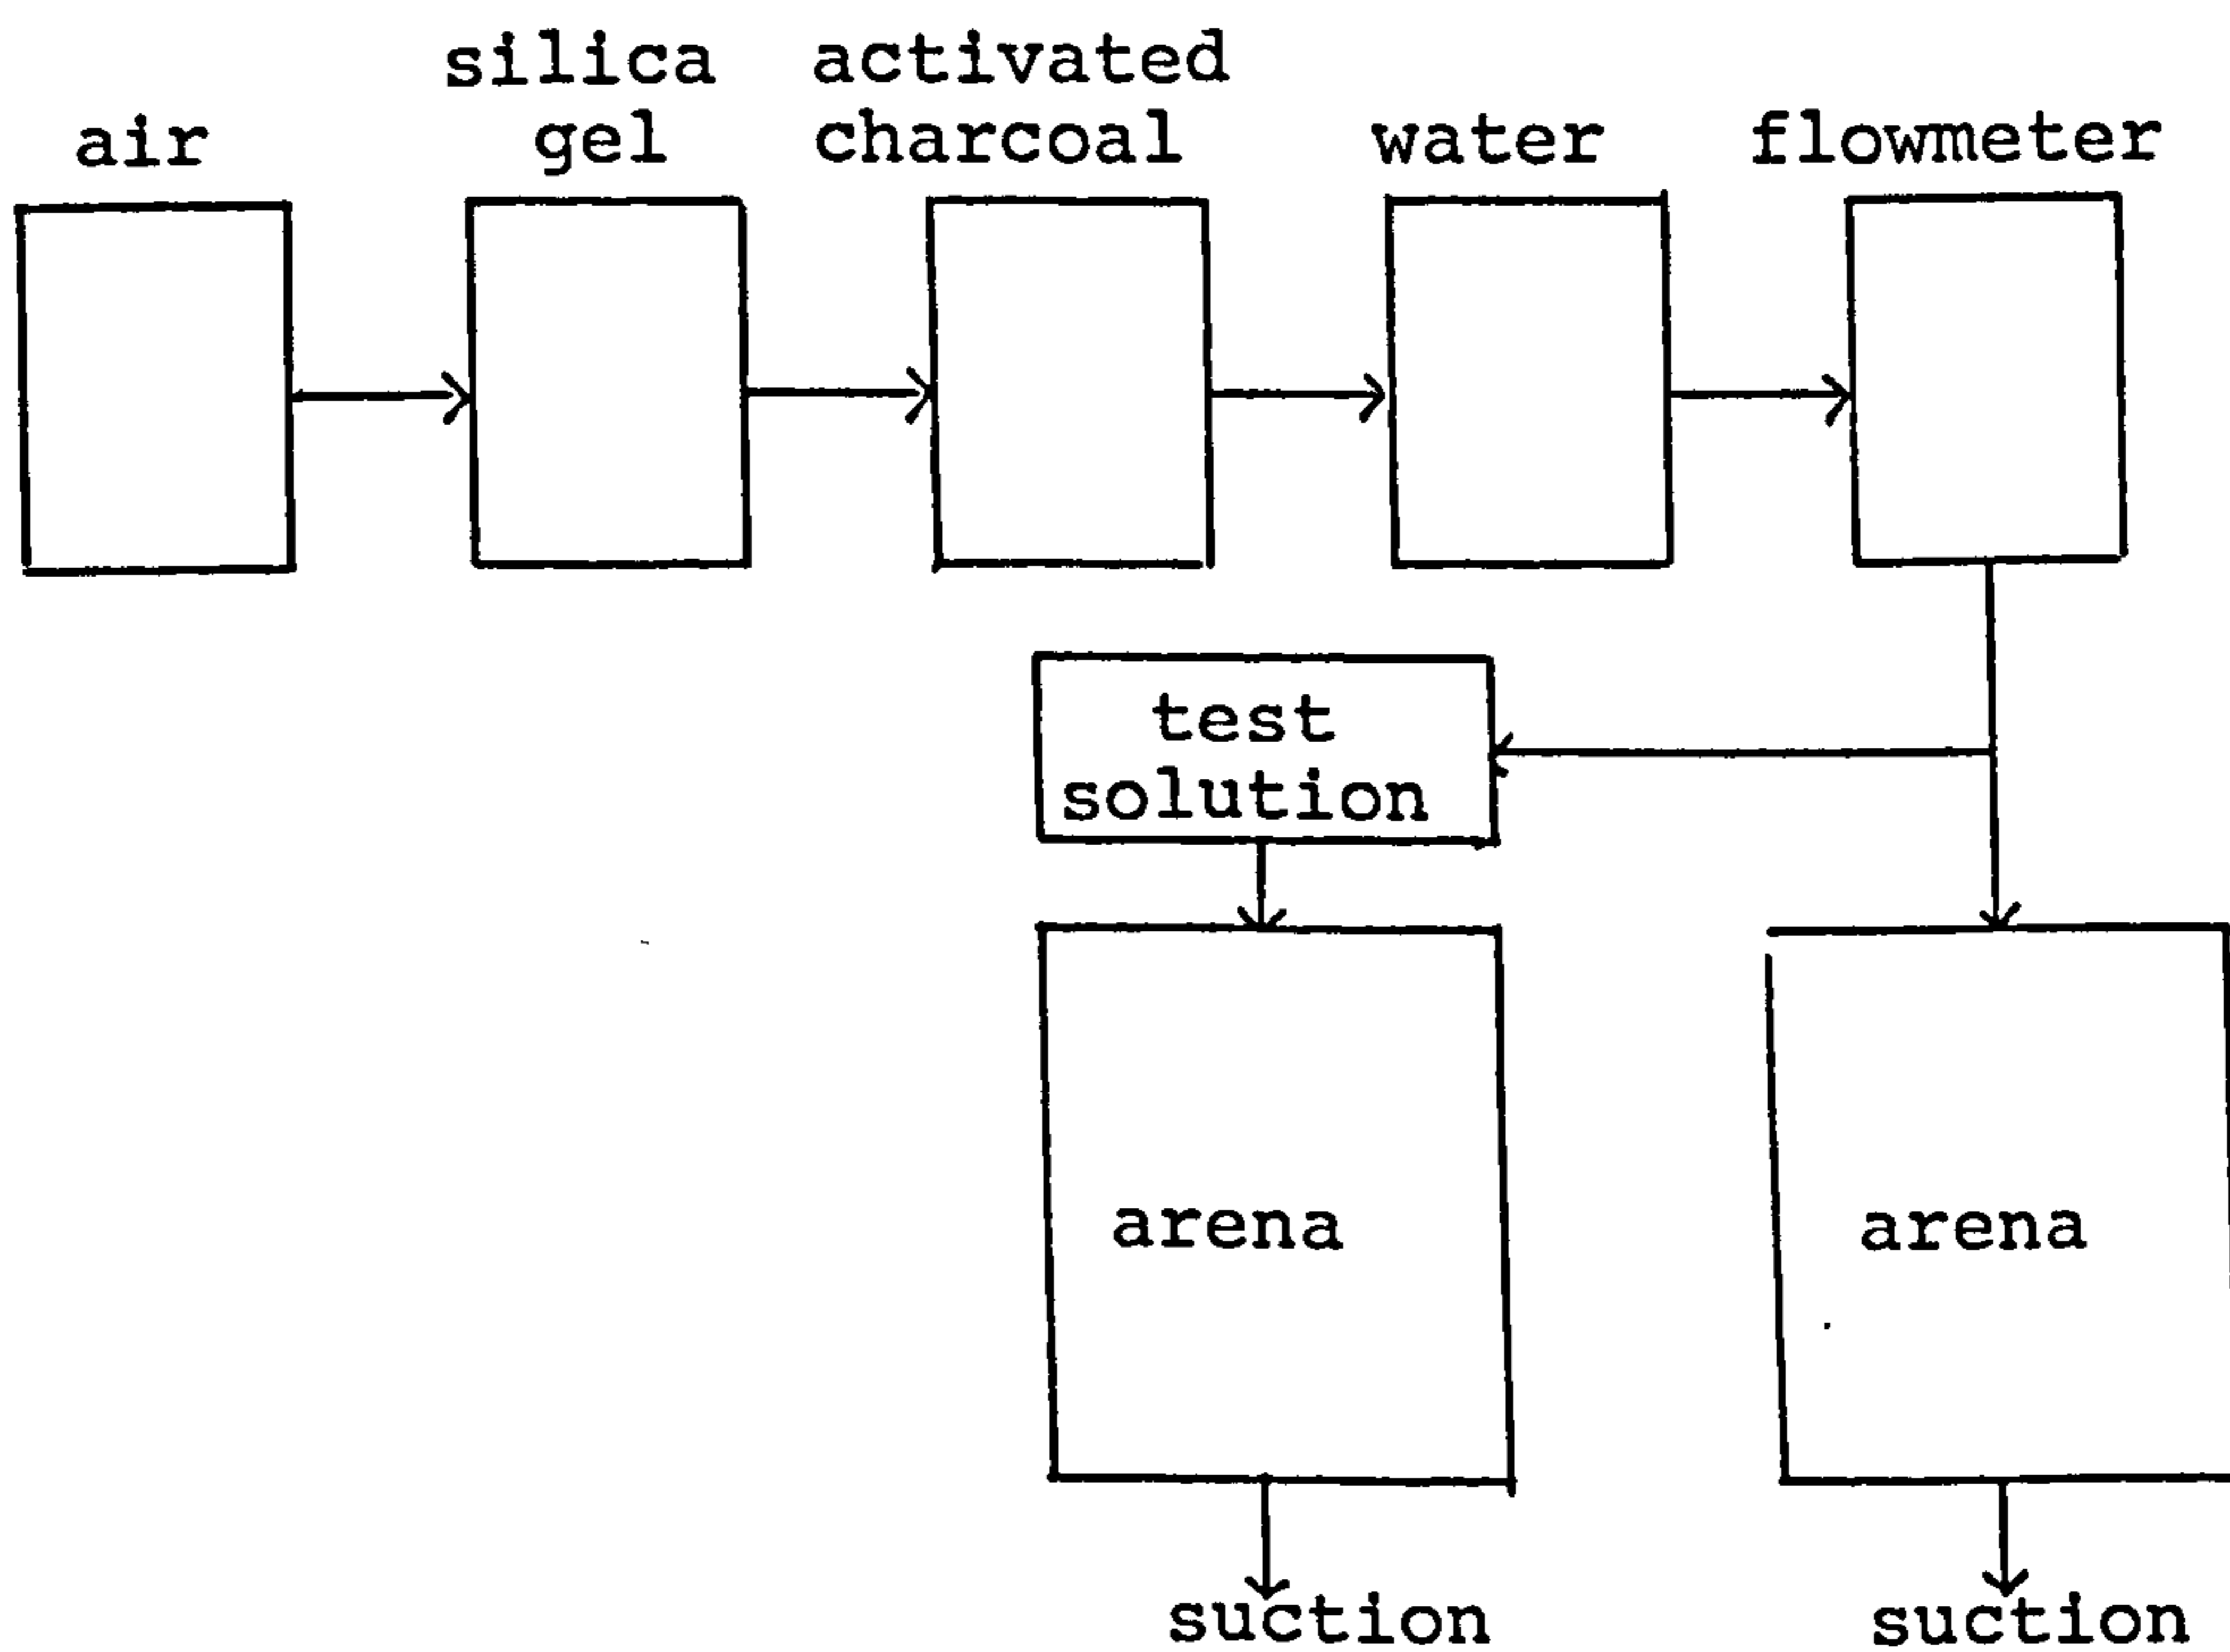 air
silica
gel
activated
charcoal
water
flowmeter
test
solution
arena
arena
suction
suction